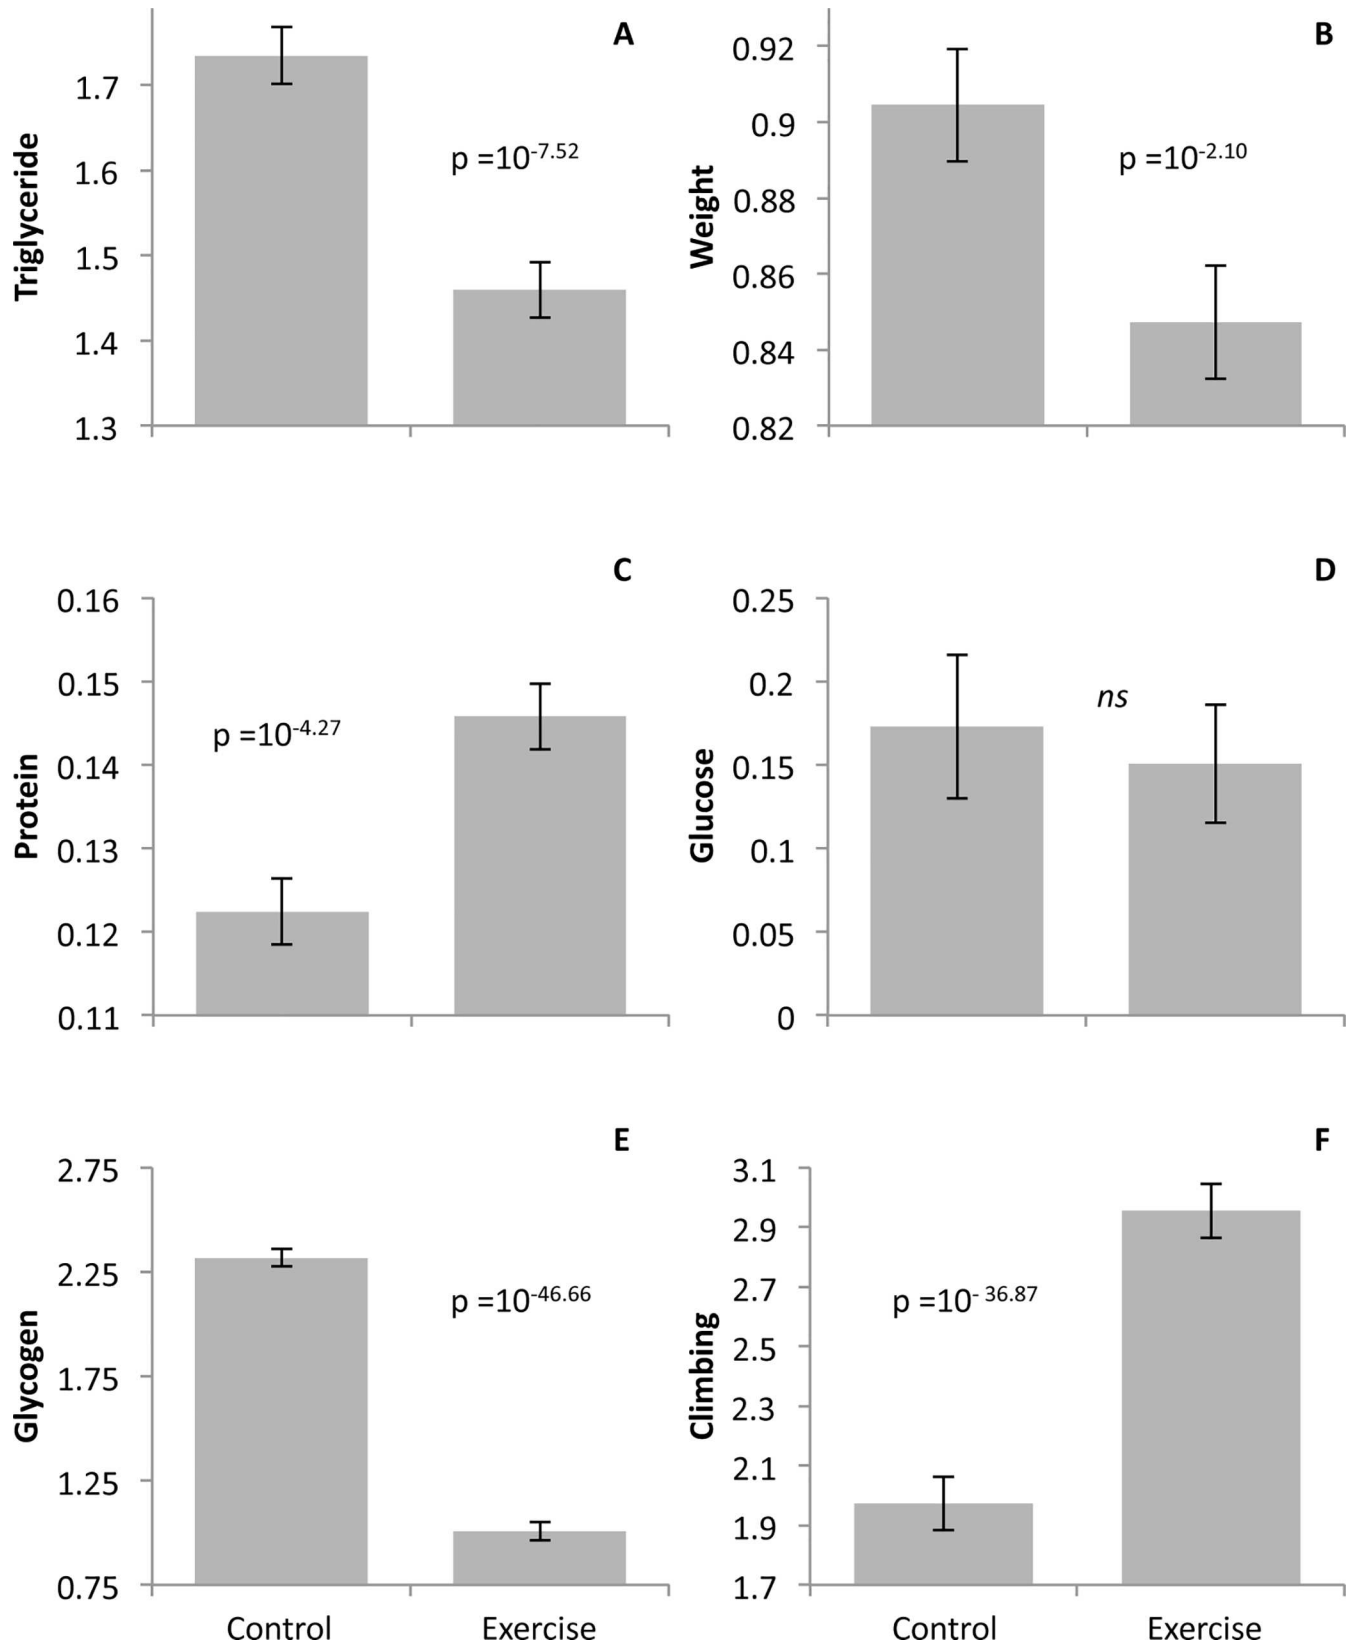 A
Triglyceride
1.7
1.6
1.5
1.4
1.3
p =10-7.52
B
Weight
0.92
0.9
0.88
0.86
0.84
0.82
p =10-2.10
C
Protein
0.16
0.15
0.14
0.13
0.12
0.11
p =10-4.27
D
Glucose
0.25
0.2
0.15
0.1
0.05
0
ns
E
Glycogen
2.75
2.25
1.75
1.25
0.75
p =10-46.66
Control
Exercise
F
Climbing
3.1
2.9
2.7
2.5
2.3
2.1
1.9
1.7
p =10- 36.87
Control
Exercise